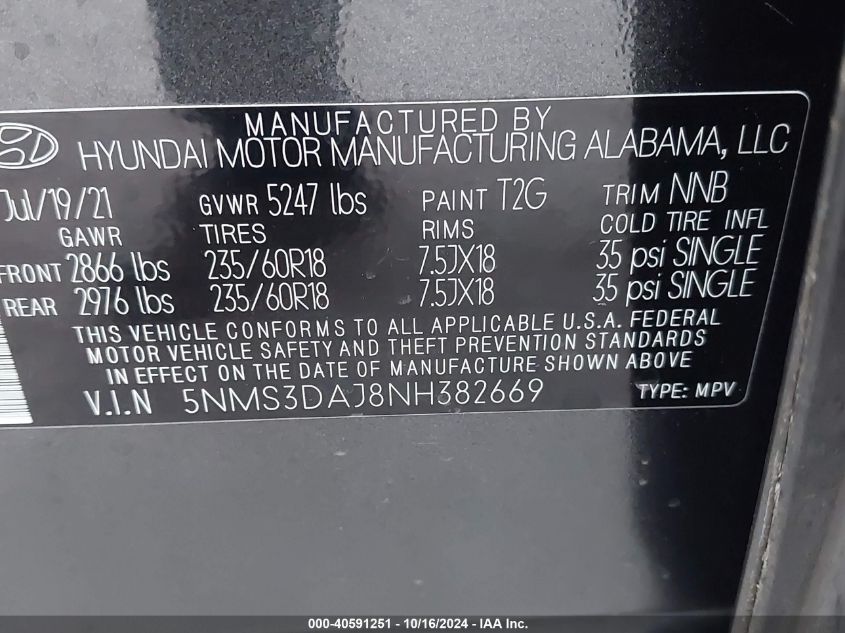 MANUFACTURED BY
HYUNDAI MOTOR MANUFACTURING ALABAMA, LLC
Jul/19/21 GVWR 5247 lbs PAINT T2G TRIM NNB
GAWR TIRES RIMS COLD TIRE INFL
FRONT 2866 lbs 235/60R18 7.5JX18 35 psi SINGLE
REAR 2976 lbs 235/60R18 7.5JX18 35 psi SINGLE
THIS VEHICLE CONFORMS TO ALL APPLICABLE U.S.A. FEDERAL
MOTOR VEHICLE SAFETY AND THEFT PREVENTION STANDARDS
IN EFFECT ON THE DATE OF MANUFACTURE SHOWN ABOVE
V.I.N 5NMS3DAJ8NH382669 TYPE: MPV
000-40591251 - 10/16/2024 - IAA Inc.